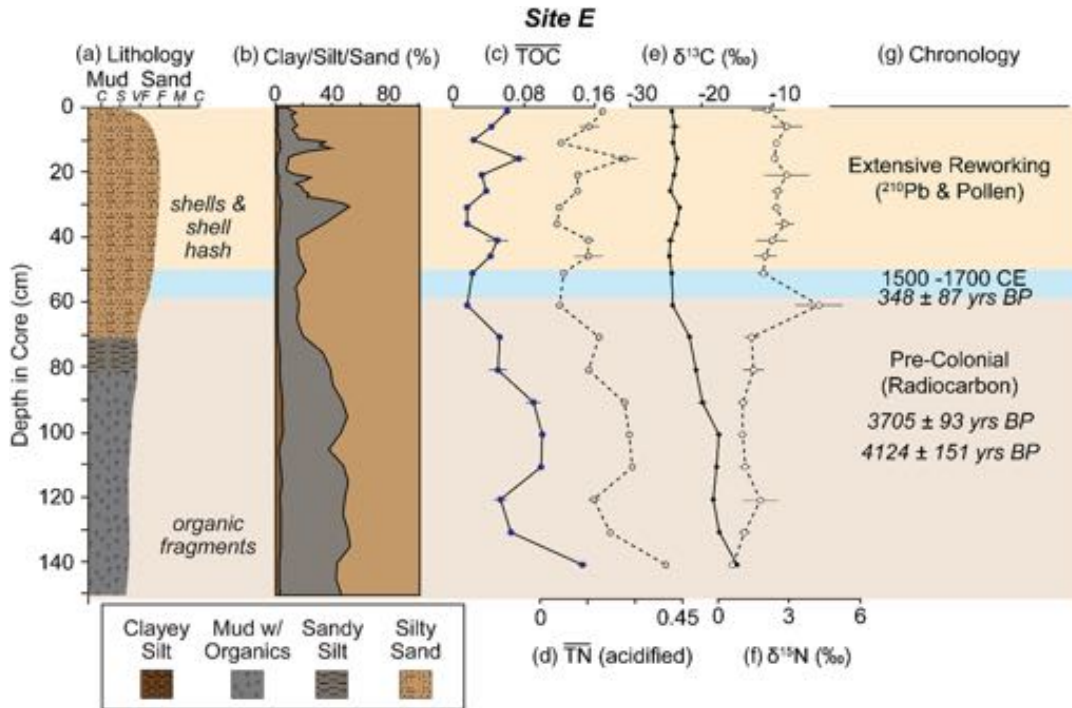 Site E
(a) Lithology (b) Clay/Silt/Sand (%) (c) TOC (e) δ¹³C (‰) (g) Chronology
Mud Sand
C S VF F M C
0 40 80 0 0.08 0.16 -30 -20 -10
Depth in Core (cm)
0
20
40
60
80
100
120
140
shells &
shell
hash
organic
fragments
Extensive Reworking
(²¹⁰Pb & Pollen)
1500 -1700 CE
348 ± 87 yrs BP
Pre-Colonial
(Radiocarbon)
3705 ± 93 yrs BP
4124 ± 151 yrs BP
0 0.45 0 3 6
(d) TN (acidified) (f) δ¹⁵N (‰)
Clayey Mud w/ Sandy Silty
Silt Organics Silt Sand